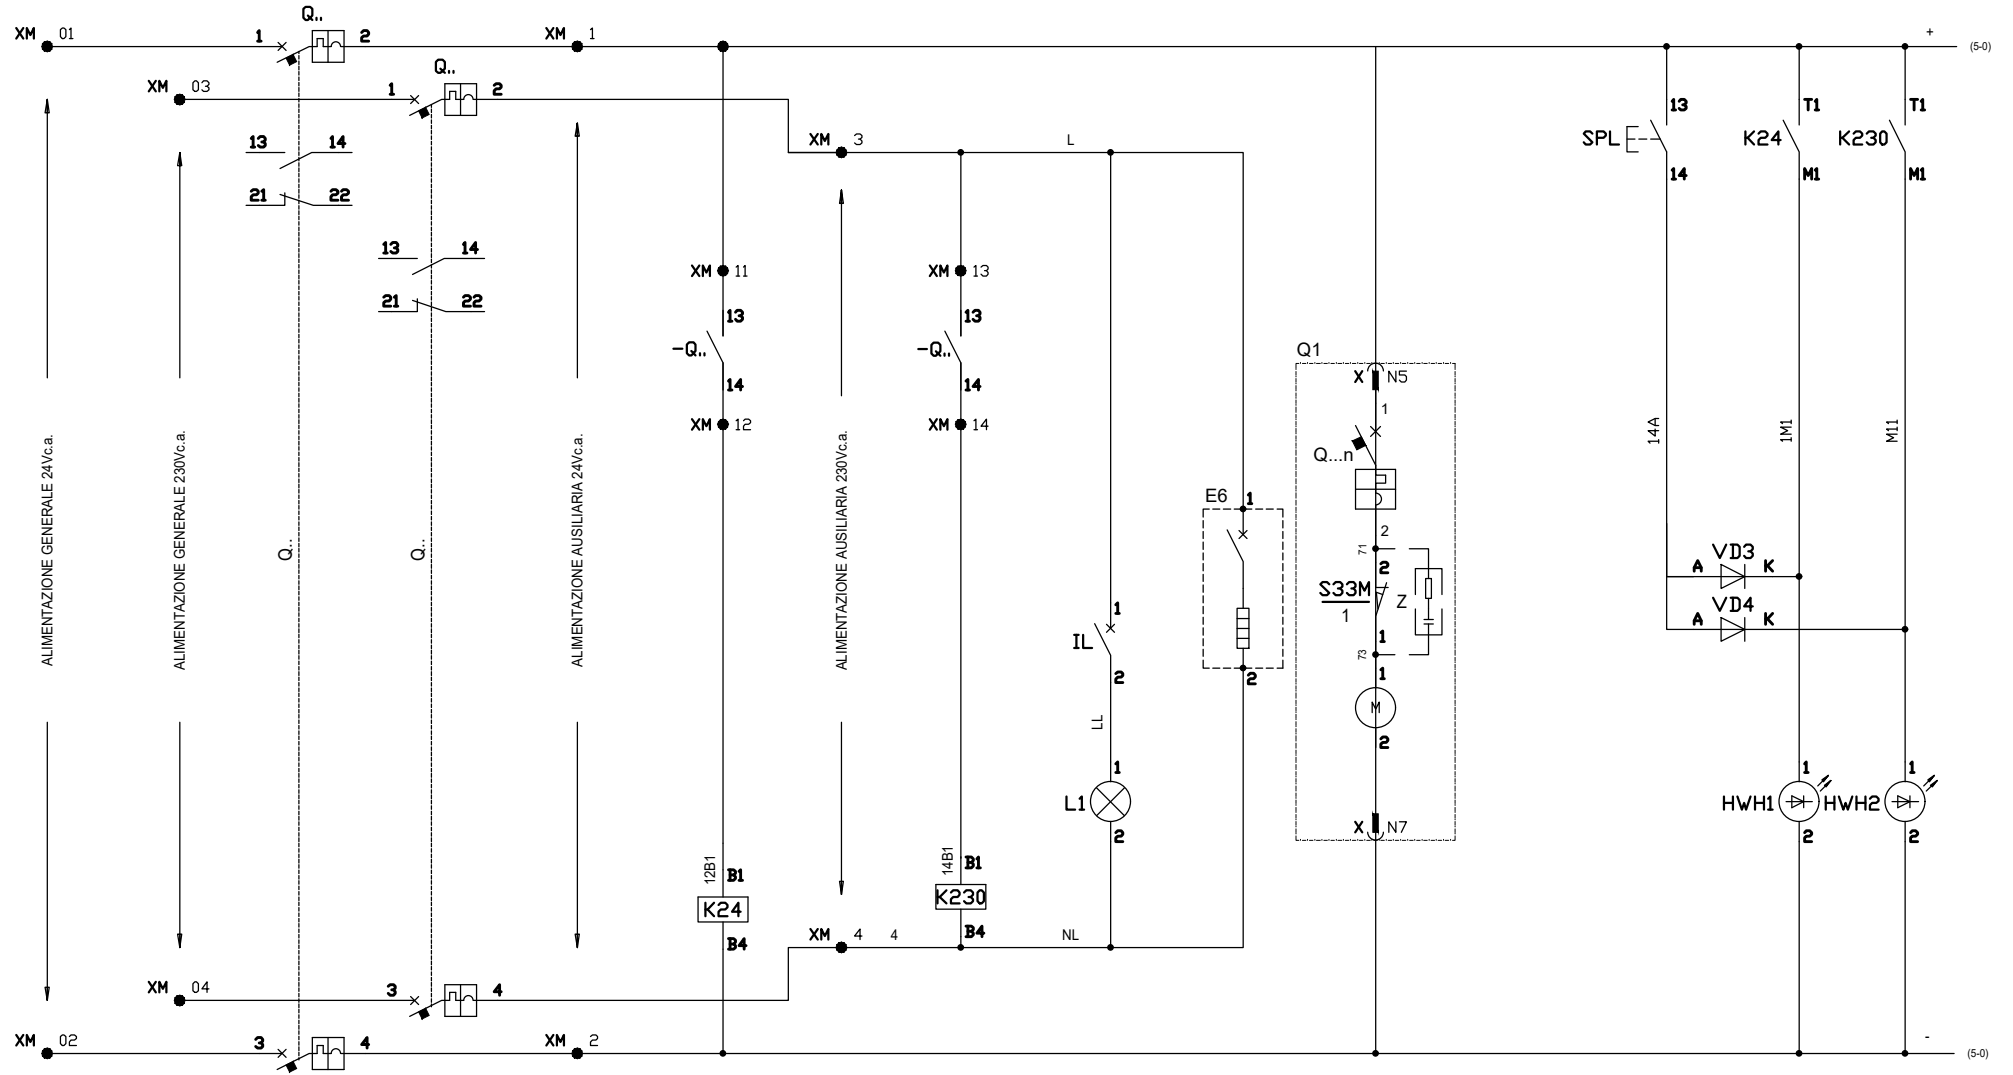 Q..
XM 01
1
2
XM 1
+
(5-0)
Q..
XM 03
1
2
13 14
21 22
13 14
21 22
XM 3
L
13
SPL
14
T1
K24
M1
T1
K230
M1
XM 11
13
-Q..
14
XM 12
XM 13
13
-Q..
14
XM 14
Q1
X N5
1
Q...n
2
71
2
S33M
1
Z
1
73
1
M
2
X N7
E6
1
2
14A
1M1
M11
VD3
A K
VD4
A K
ALIMENTAZIONE GENERALE 24Vc.a.
ALIMENTAZIONE GENERALE 230Vc.a.
Q..
Q..
ALIMENTAZIONE AUSILIARIA 24Vc.a.
ALIMENTAZIONE AUSILIARIA 230Vc.a.
1
IL
2
LL
1
L1
2
1
HWH1
2
1
HWH2
2
12B1
B1
K24
B4
14B1
B1
K230
B4
XM 4
4
NL
XM 04
3
4
XM 02
3
4
XM 2
-
(5-0)